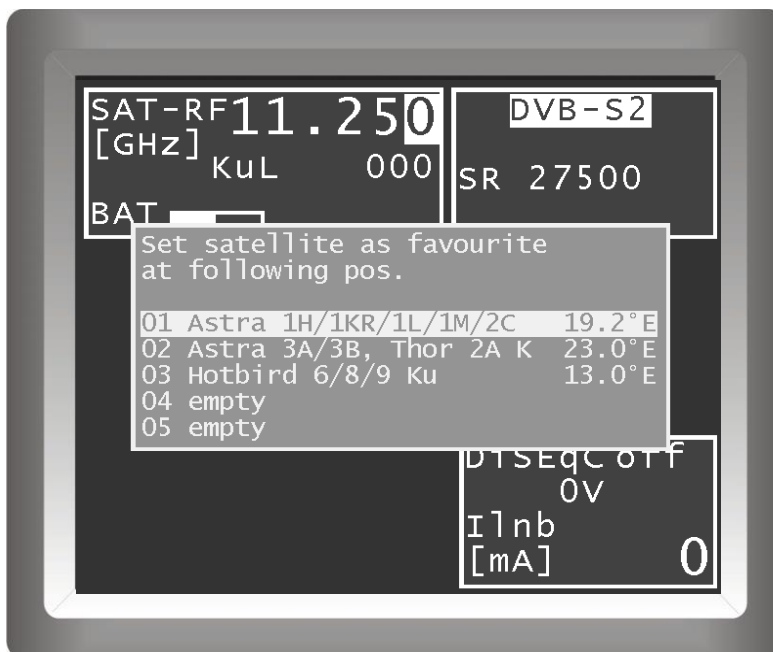 SAT-RF 11.250
[GHz]
KuL 000
BAT
DVB-S2
SR 27500
Set satellite as favourite
at following pos.
01 Astra 1H/1KR/1L/1M/2C 19.2°E
02 Astra 3A/3B, Thor 2A K 23.0°E
03 Hotbird 6/8/9 Ku 13.0°E
04 empty
05 empty
DiSEqC off
0V
Ilnb
[mA] 0